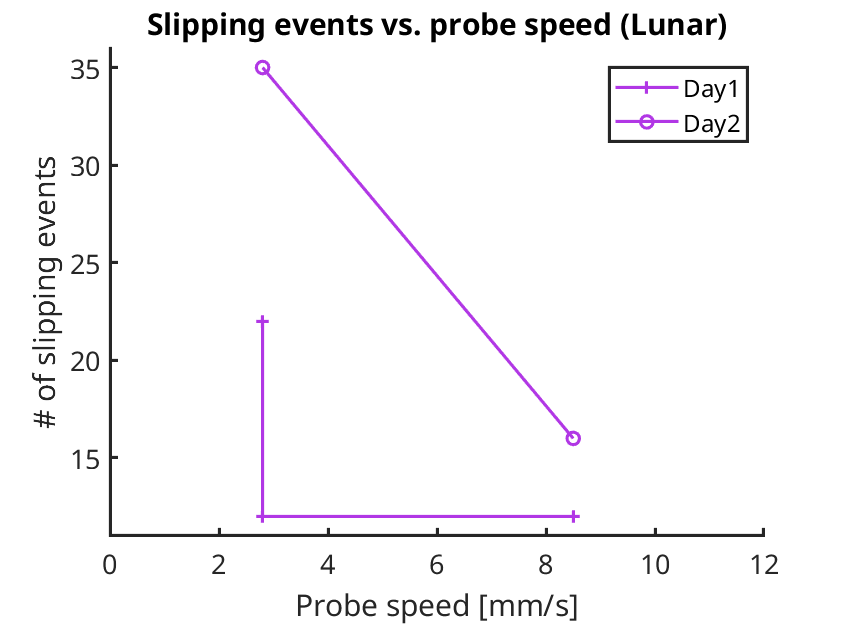 Slipping events vs. probe speed (Lunar)
Day1
Day2
# of slipping events
35
30
25
20
15
0 2 4 6 8 10 12
Probe speed [mm/s]